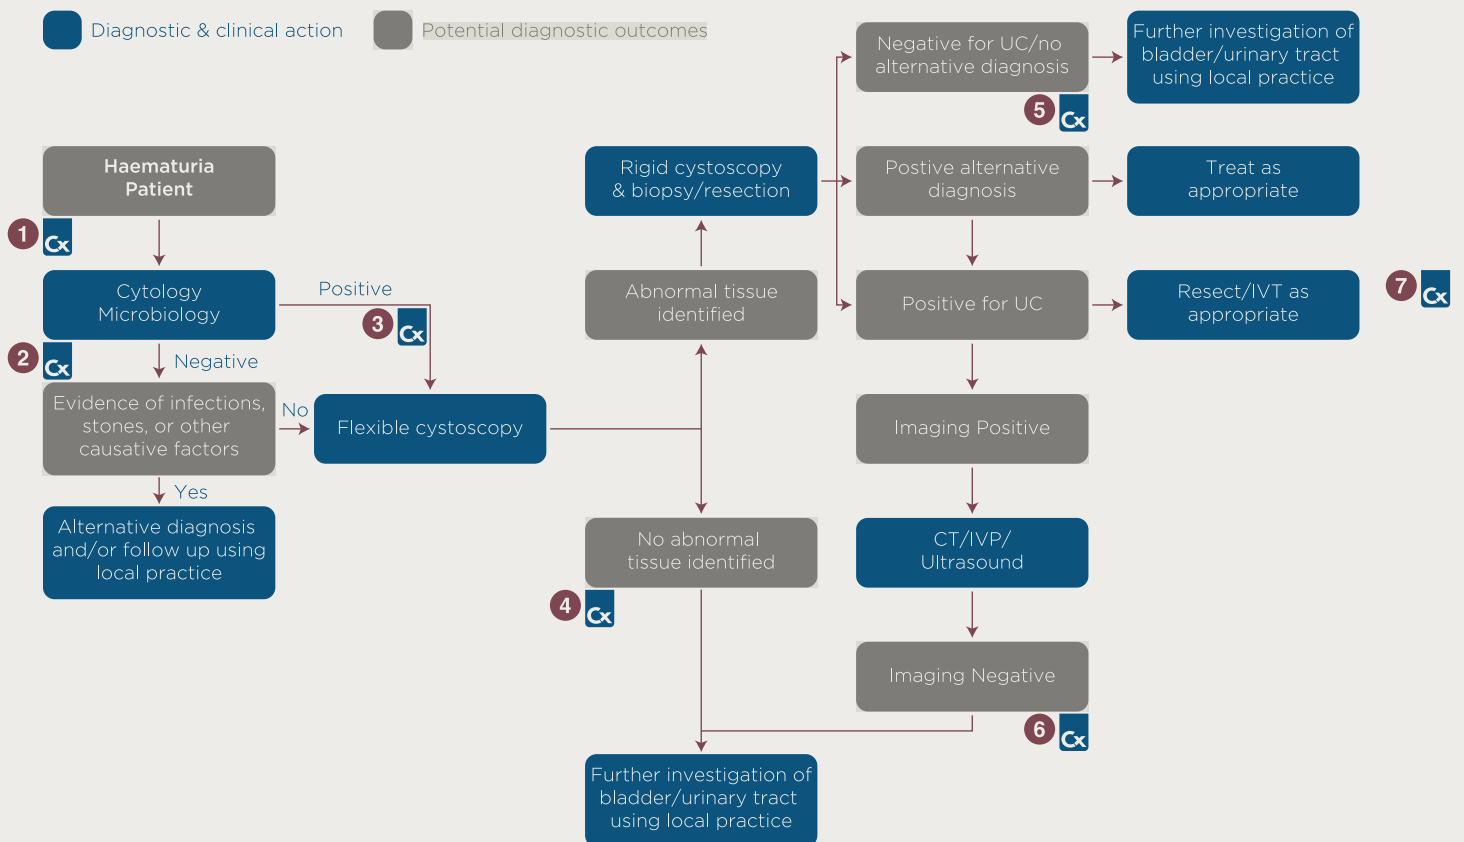 Diagnostic & clinical action
Potential diagnostic outcomes
Haematuria
Patient
1
Cx
Cytology
Microbiology
Positive
3
Cx
2
Cx
Negative
Evidence of infections,
stones, or other
causative factors
No
Yes
Alternative diagnosis
and/or follow up using
local practice
Flexible cystoscopy
Rigid cystoscopy
& biopsy/resection
Abnormal tissue
identified
No abnormal
tissue identified
4
Cx
Further investigation of
bladder/urinary tract
using local practice
Negative for UC/no
alternative diagnosis
5
Cx
Further investigation of
bladder/urinary tract
using local practice
Postive alternative
diagnosis
Treat as
appropriate
Positive for UC
Resect/IVT as
appropriate
7
Cx
Imaging Positive
CT/IVP/
Ultrasound
Imaging Negative
6
Cx